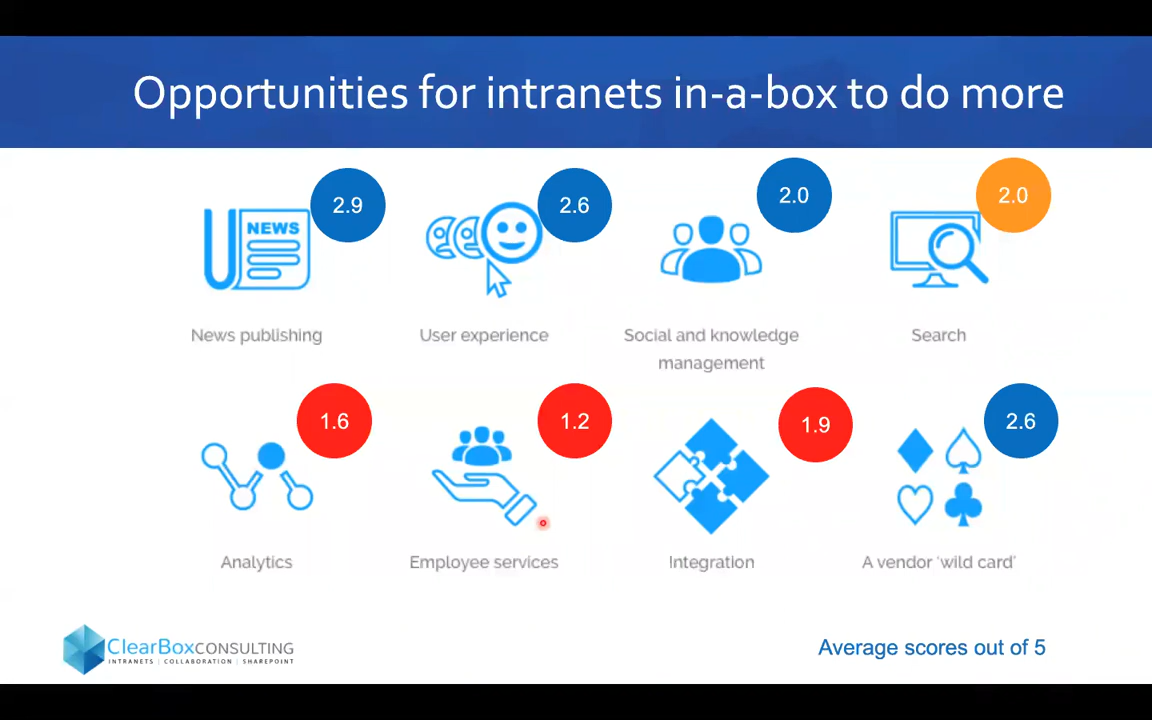 Opportunities for intranets in-a-box to do more
2.9
2.6
2.0
2.0
NEWS
News publishing
User experience
Social and knowledge
management
Search
1.6
1.2
1.9
2.6
Analytics
Employee services
Integration
A vendor 'wild card'
ClearBoxCONSULTING
INTRANETS | COLLABORATION | SHAREPOINT
Average scores out of 5